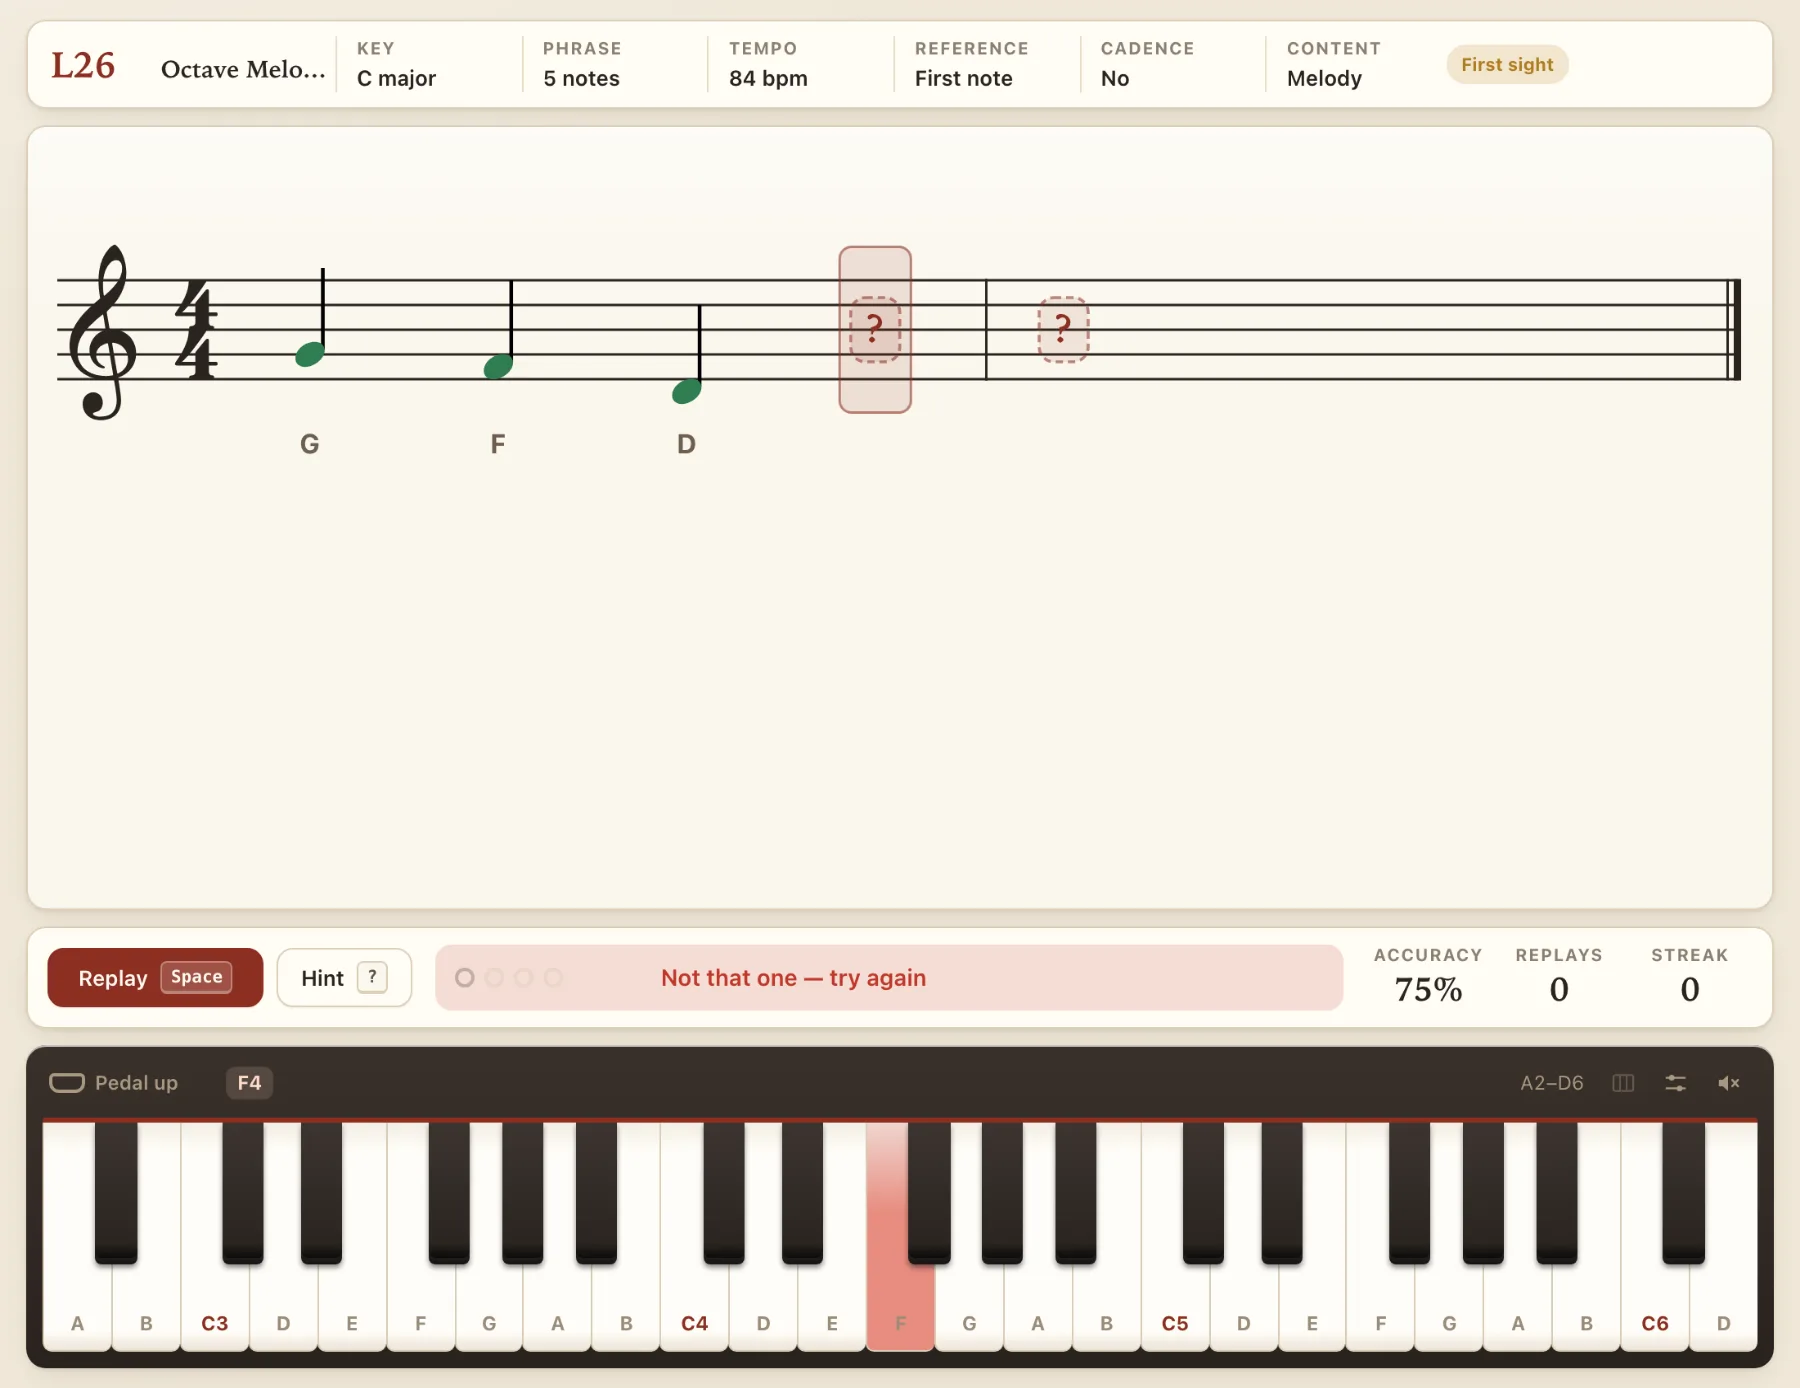 L26
Octave Melo...
KEY
C major
PHRASE
5 notes
TEMPO
84 bpm
REFERENCE
First note
CADENCE
No
CONTENT
Melody
First sight
4
4
? ?
G F D
Replay Space
Hint ?
Not that one — try again
ACCURACY
75%
REPLAYS
0
STREAK
0
Pedal up
F4
A2–D6
A B C3 D E F G A B C4 D E F G A B C5 D E F G A B C6 D